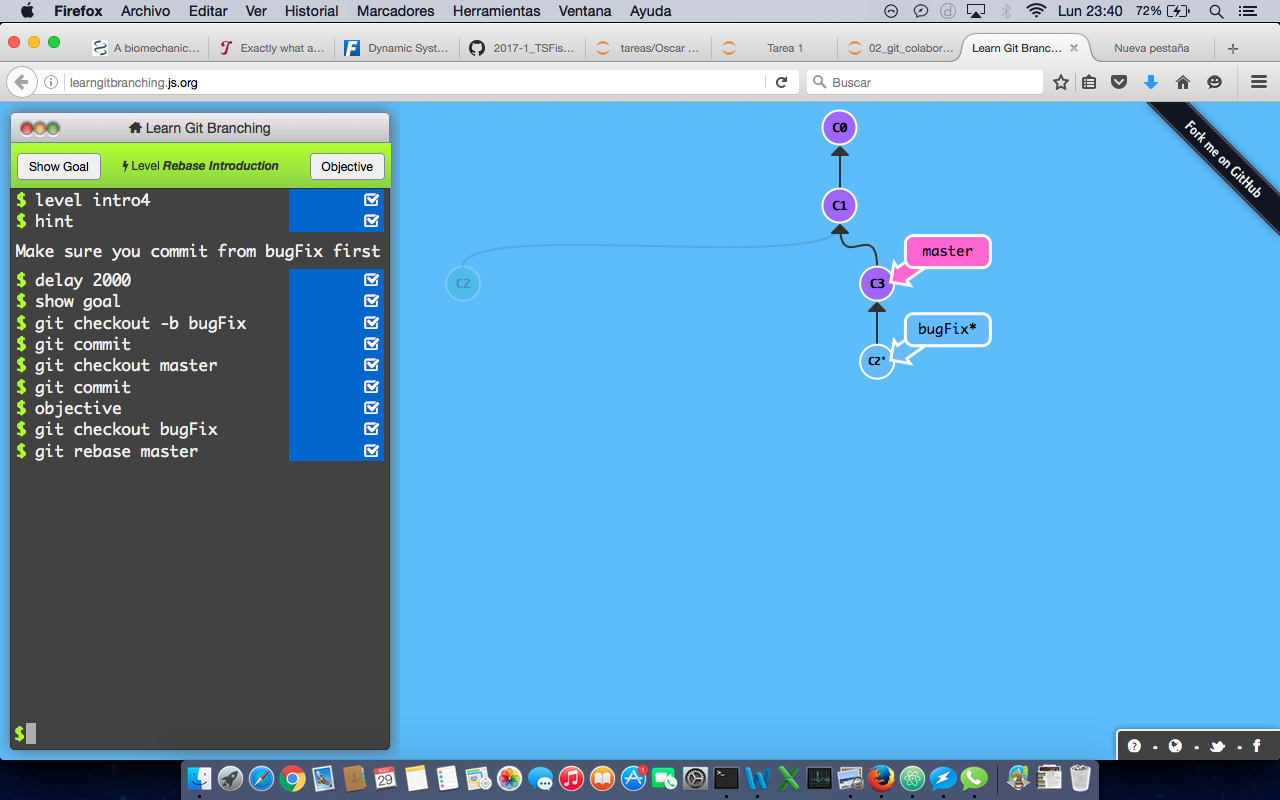 Firefox Archivo Editar Ver Historial Marcadores Herramientas Ventana Ayuda Lun 23:40 72%
A biomechanic... Exactly what a... Dynamic Syst... 2017-1_TSFis... tareas/Oscar ... Tarea 1 02_git_colabor... Learn Git Branc... Nueva pestaña
learngitbranching.js.org Buscar
Learn Git Branching
Show Goal Level Rebase Introduction Objective
$ level intro4
$ hint
Make sure you commit from bugFix first
$ delay 2000
$ show goal
$ git checkout -b bugFix
$ git commit
$ git checkout master
$ git commit
$ objective
$ git checkout bugFix
$ git rebase master
$
C0
C1
master
C2
C3
bugFix*
C2'
Fork me on GitHub
29